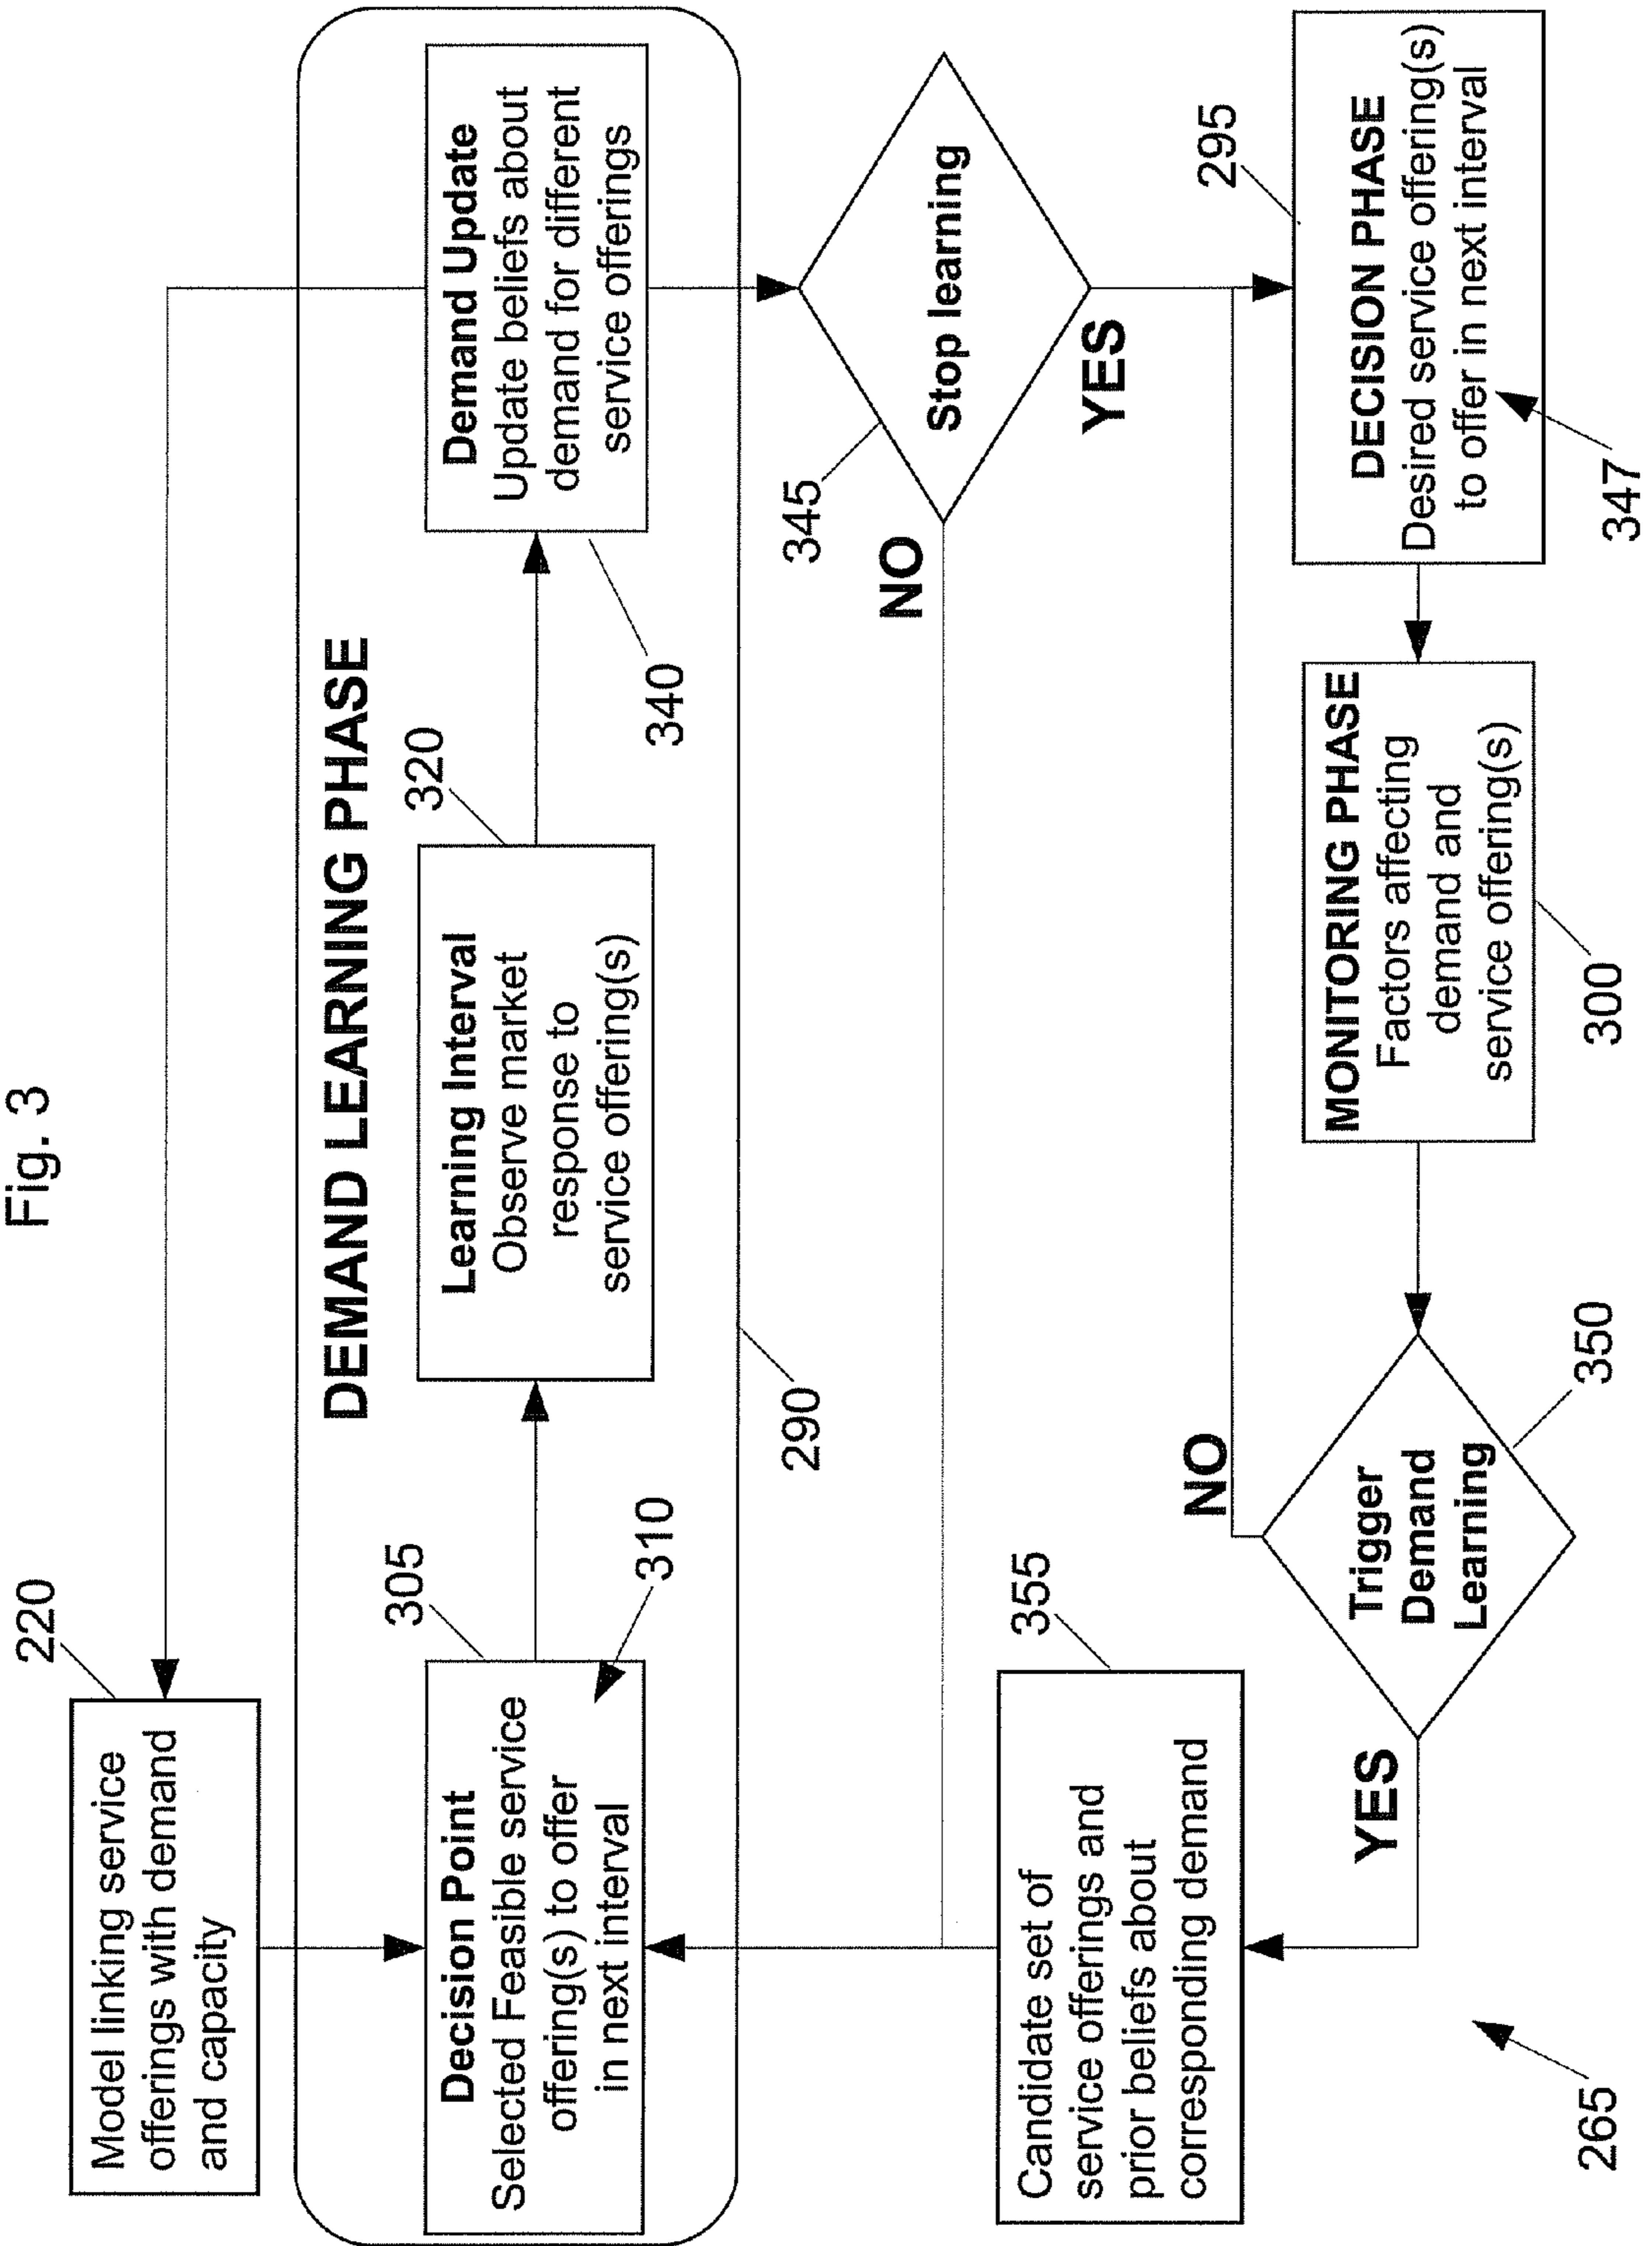 Fig. 3
220
Model linking service
offerings with demand
and capacity
DEMAND LEARNING PHASE
305
Decision Point
Selected Feasible service
offering(s) to offer
in next interval
310
320
Learning Interval
Observe market
response to
service offering(s)
Demand Update
Update beliefs about
demand for different
service offerings
340
290
345
Stop learning
NO
YES
355
Candidate set of
service offerings and
prior beliefs about
corresponding demand
NO
YES
Trigger
Demand
Learning
350
MONITORING PHASE
Factors affecting
demand and
service offering(s)
300
295
DECISION PHASE
Desired service offering(s)
to offer in next interval
347
265